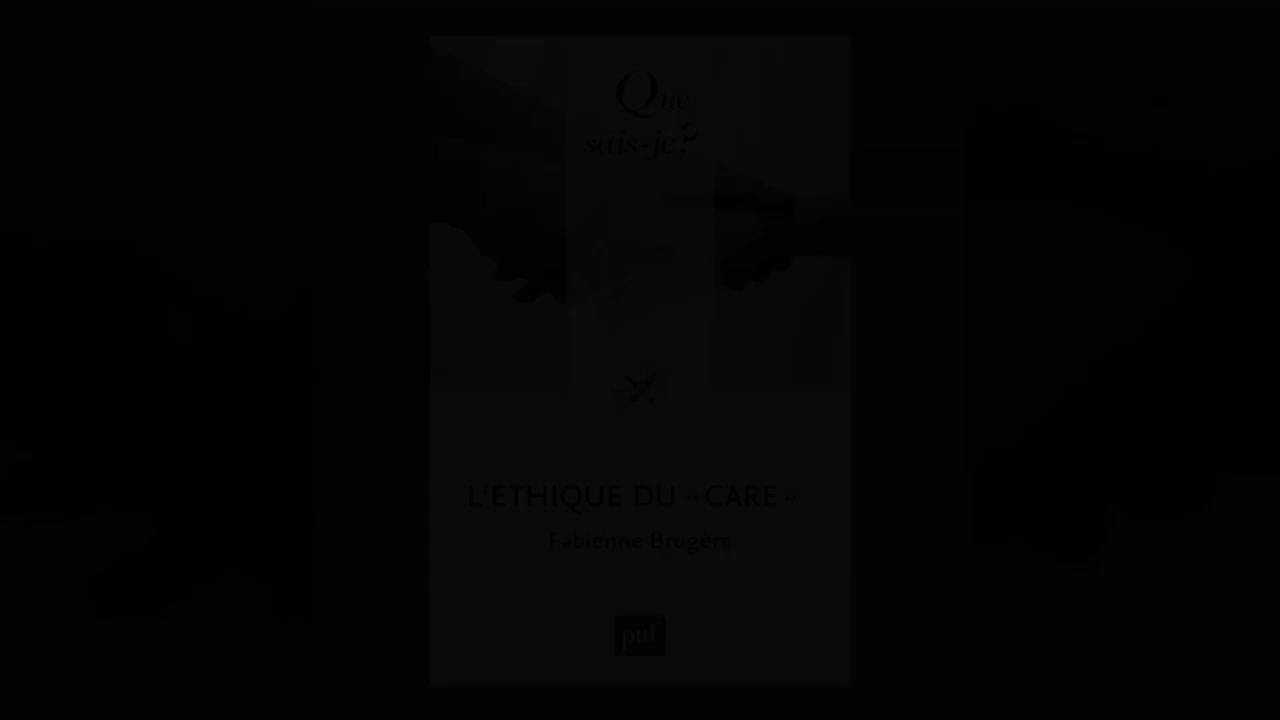 Que
sais-je?
L'ÉTHIQUE DU « CARE »
Fabienne Brugère
puf